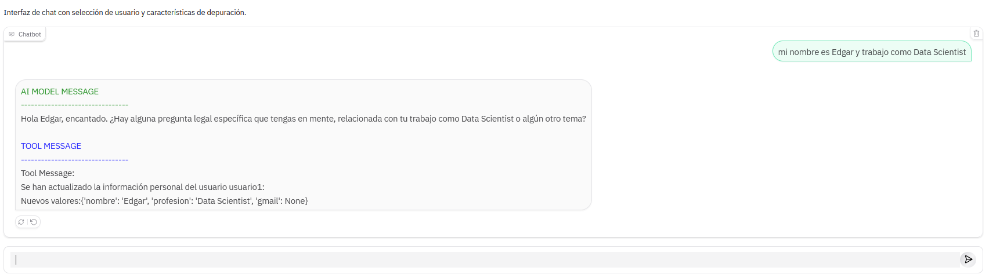 Interfaz de chat con selección de usuario y características de depuración.
Chatbot
mi nombre es Edgar y trabajo como Data Scientist
AI MODEL MESSAGE
--------------------------------
Hola Edgar, encantado. ¿Hay alguna pregunta legal específica que tengas en mente, relacionada con tu trabajo como Data Scientist o algún otro tema?
TOOL MESSAGE
--------------------------------
Tool Message:
Se han actualizado la información personal del usuario usuario1:
Nuevos valores:{'nombre': 'Edgar', 'profesion': 'Data Scientist', 'gmail': None}